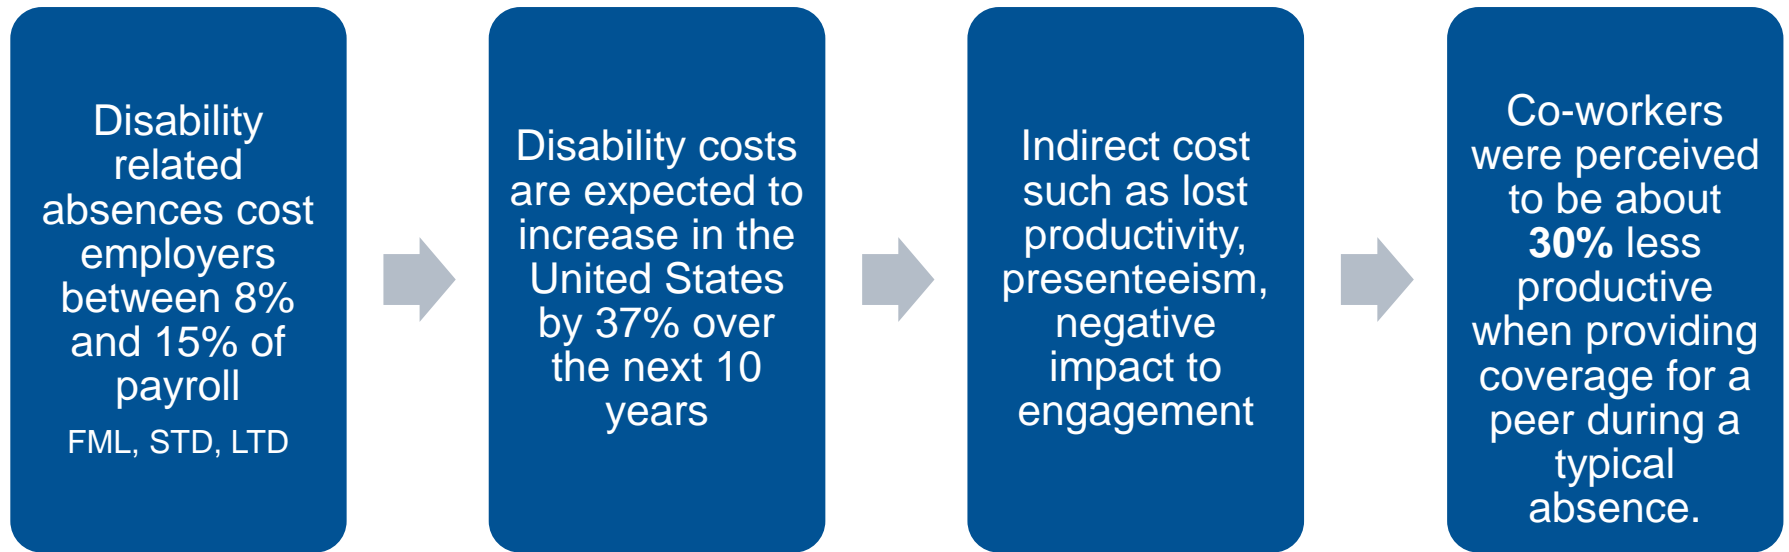 Disability
related
absences cost
employers
between 8%
and 15% of
payroll
FML, STD, LTD
Disability costs
are expected to
increase in the
United States
by 37% over
the next 10
years
Indirect cost
such as lost
productivity,
presenteeism,
negative
impact to
engagement
Co-workers
were perceived
to be about
30% less
productive
when providing
coverage for a
peer during a
typical
absence.